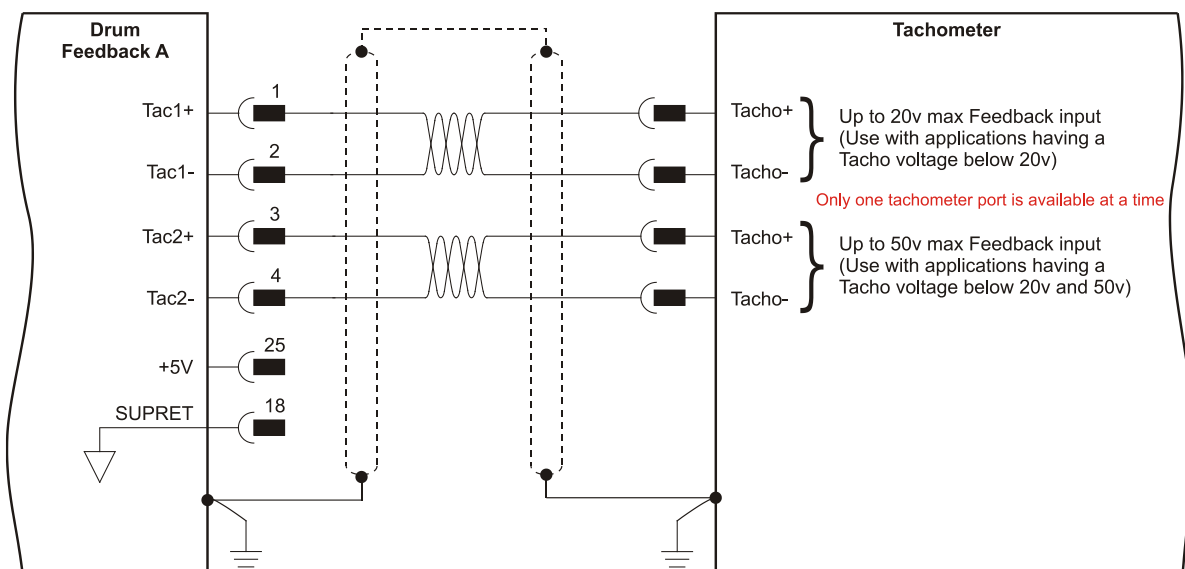 Drum
Feedback A
Tachometer
Tac1+
1
Tacho+
Up to 20v max Feedback input
(Use with applications having a
Tacho voltage below 20v)
Tac1-
2
Tacho-
Only one tachometer port is available at a time
Tac2+
3
Tacho+
Up to 50v max Feedback input
(Use with applications having a
Tacho voltage below 20v and 50v)
Tac2-
4
Tacho-
+5V
25
SUPRET
18